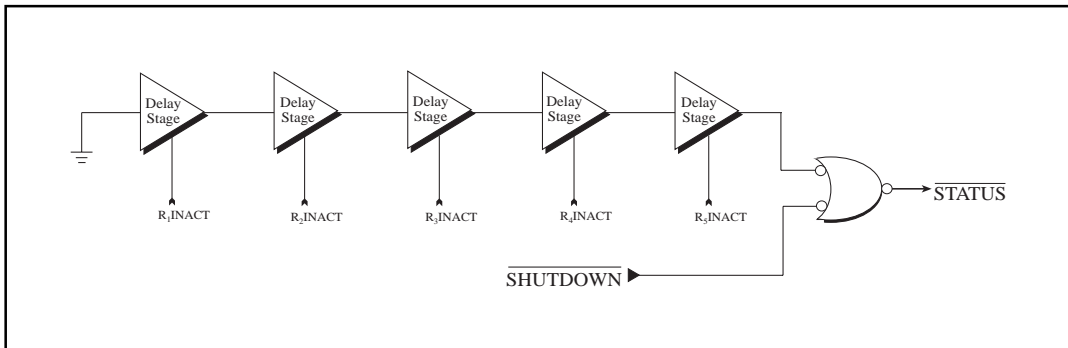 Delay
Stage
Delay
Stage
Delay
Stage
Delay
Stage
Delay
Stage
R₁INACT
R₂INACT
R₃INACT
R₄INACT
R₅INACT
STATUS
SHUTDOWN